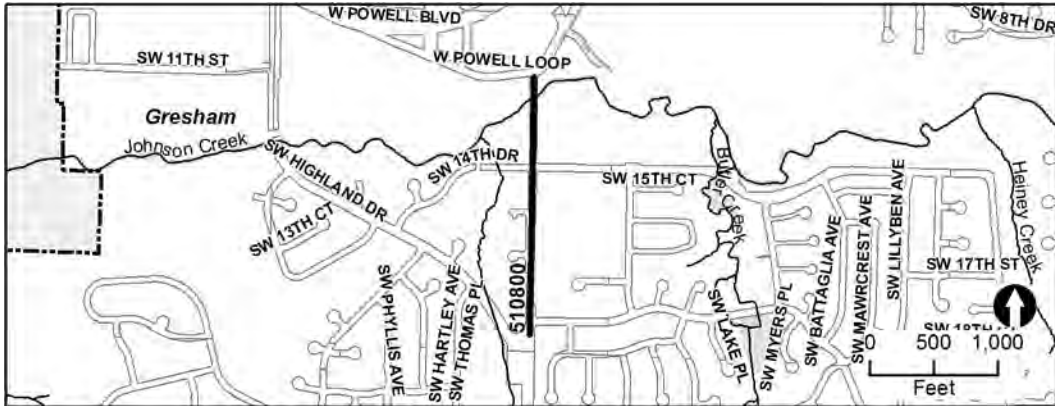 W POWELL BLVD
SW 8TH DR
SW 11TH ST
W POWELL LOOP
Gresham
Johnson Creek
SW HIGHLAND DR
SW 14TH DR
SW 15TH CT
Butler Creek
Heiney Creek
SW 13TH CT
SW LILLYBEN AVE
SW MAWRCREST AVE
SW BATTAGLIA AVE
SW 17TH ST
510800
SW PHYLLIS AVE
SW HARTLEY AVE
SW THOMAS PL
SW LAKE PL
SW MYERS PL
0 500 1,000
Feet